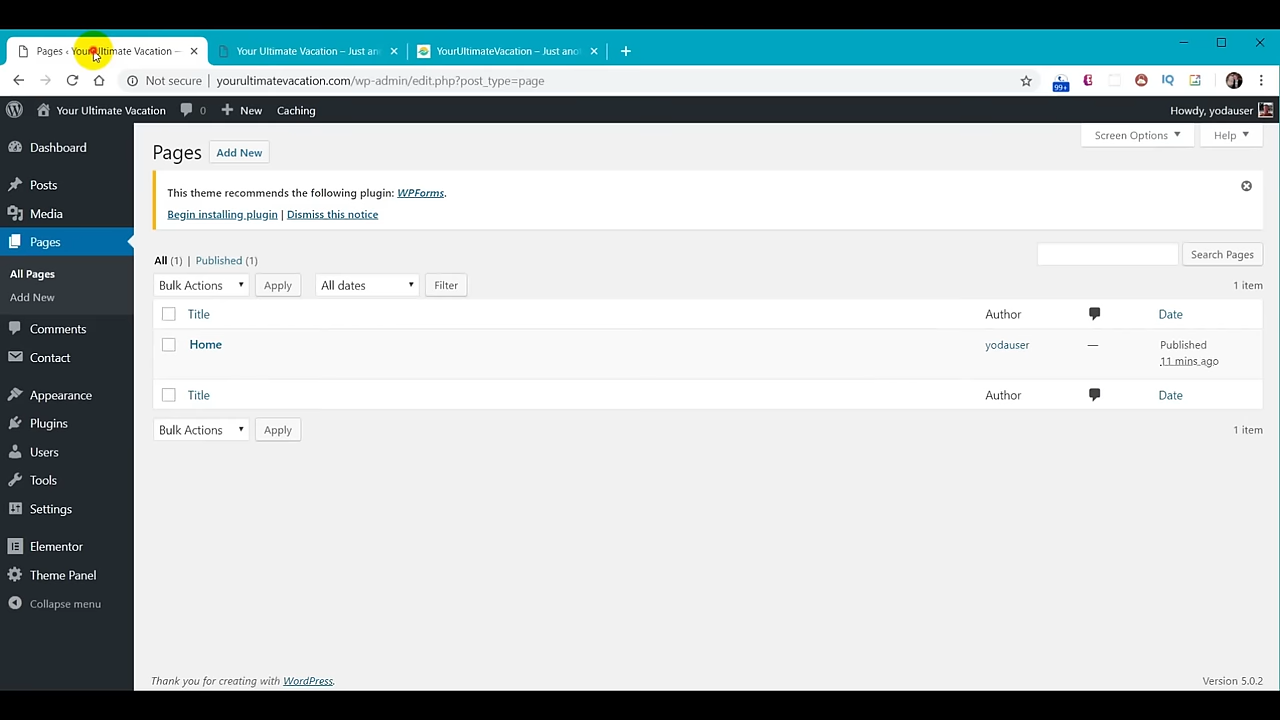 Pages ‹ YourUltimate Vacation —
Your Ultimate Vacation – Just an
YourUltimateVacation – Just ano
Not secure
yourultimatevacation.com/wp-admin/edit.php?post_type=page
99+
IQ
Your Ultimate Vacation
0
New
Caching
Howdy, yodauser
Dashboard
Posts
Media
Pages
All Pages
Add New
Comments
Contact
Appearance
Plugins
Users
Tools
Settings
Elementor
Theme Panel
Collapse menu
Screen Options
Help
Pages
Add New
This theme recommends the following plugin: WPForms.
Begin installing plugin | Dismiss this notice
All (1) | Published (1)
Search Pages
Bulk Actions
Apply
All dates
Filter
1 item
Title
Author
Date
Home
yodauser
—
Published
11 mins ago
Title
Author
Date
Bulk Actions
Apply
1 item
Thank you for creating with WordPress.
Version 5.0.2